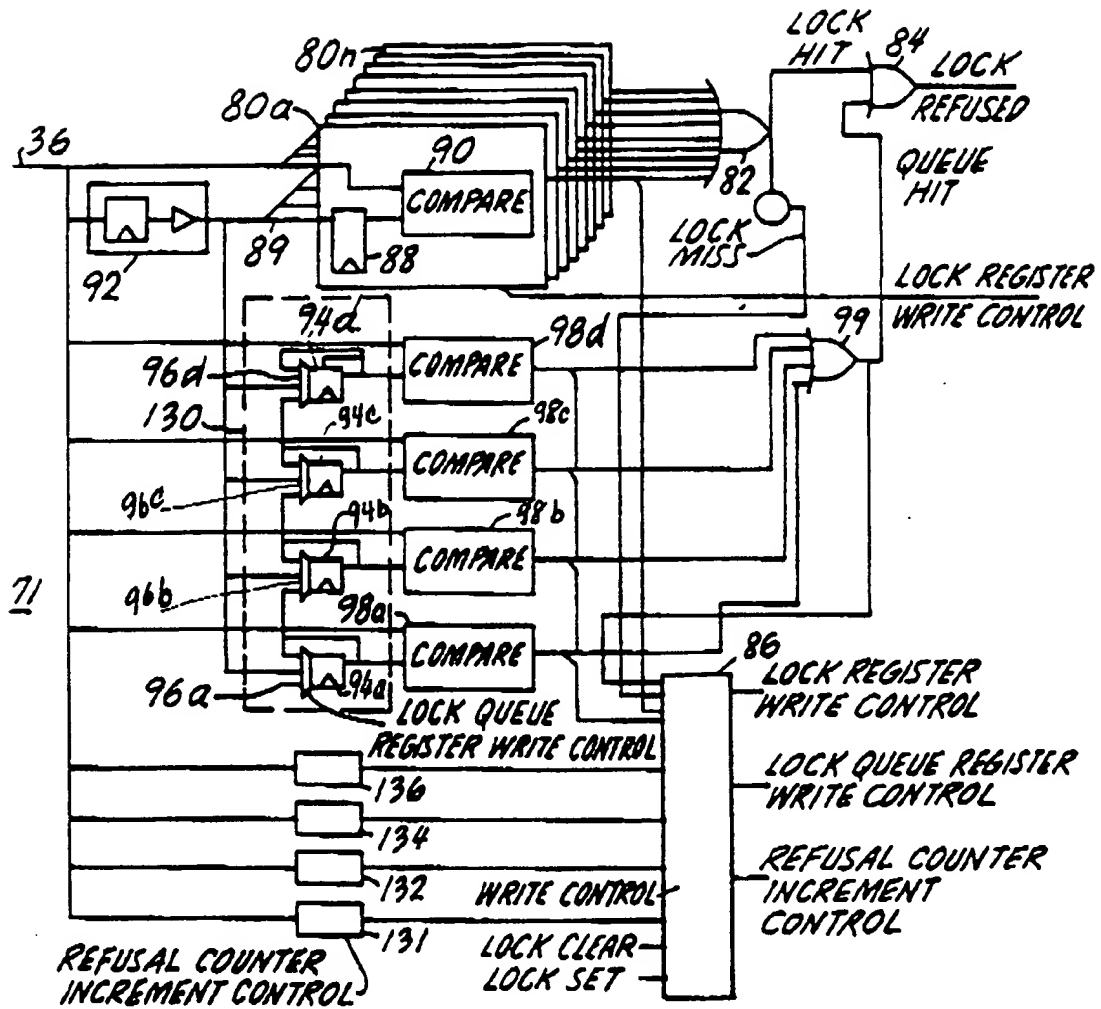 80n
LOCK
HIT
84
LOCK
REFUSED
80a
36
90
COMPARE
82
QUEUE
HIT
92
89
88
LOCK
MISS
LOCK REGISTER
WRITE CONTROL
94d
98d
99
96d
COMPARE
130
94c
98c
COMPARE
96c
94b
98b
COMPARE
71
96b
98a
COMPARE
96a
94a
86
LOCK QUEUE
REGISTER WRITE CONTROL
LOCK REGISTER
WRITE CONTROL
136
LOCK QUEUE REGISTER
WRITE CONTROL
134
132
WRITE CONTROL
REFUSAL COUNTER
INCREMENT
CONTROL
131
REFUSAL COUNTER
INCREMENT CONTROL
LOCK CLEAR
LOCK SET